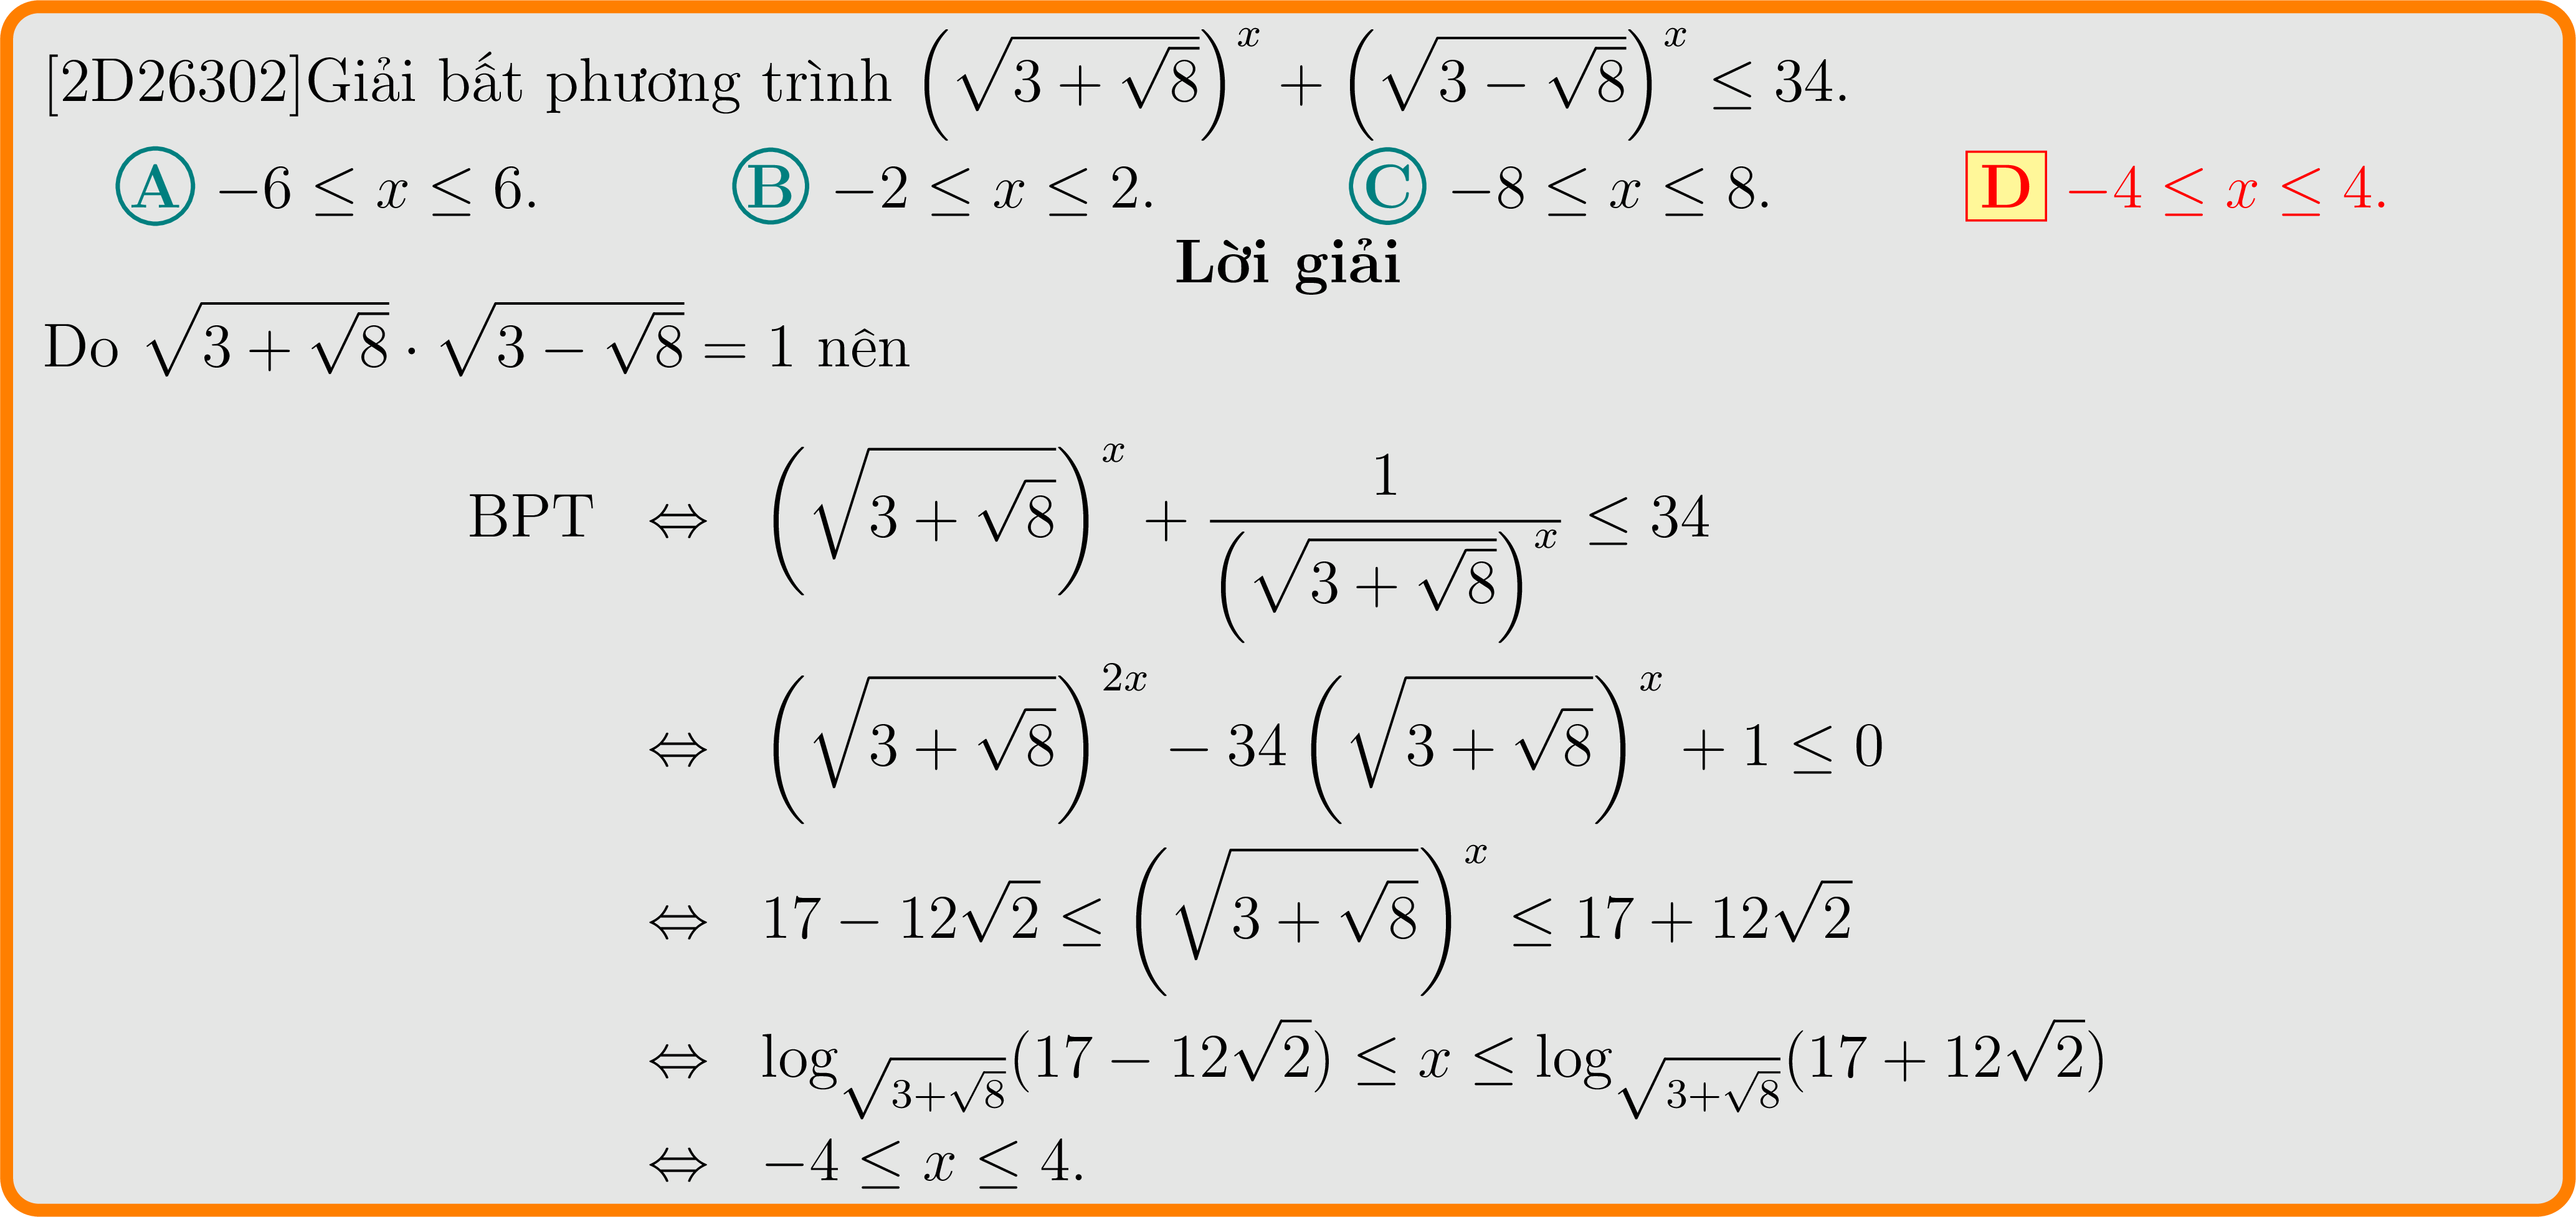 [2D26302]Giải bất phương trình $\left(\sqrt{3+\sqrt{8}}\right)^x + \left(\sqrt{3-\sqrt{8}}\right)^x \leq 34.$
A $-6 \leq x \leq 6.$ B $-2 \leq x \leq 2.$ C $-8 \leq x \leq 8.$ D $-4 \leq x \leq 4.$
Lời giải
Do $\sqrt{3+\sqrt{8}} \cdot \sqrt{3-\sqrt{8}} = 1$ nên
BPT $\Leftrightarrow \left(\sqrt{3+\sqrt{8}}\right)^x + \frac{1}{\left(\sqrt{3+\sqrt{8}}\right)^x} \leq 34$
$\Leftrightarrow \left(\sqrt{3+\sqrt{8}}\right)^{2x} - 34\left(\sqrt{3+\sqrt{8}}\right)^x + 1 \leq 0$
$\Leftrightarrow 17 - 12\sqrt{2} \leq \left(\sqrt{3+\sqrt{8}}\right)^x \leq 17 + 12\sqrt{2}$
$\Leftrightarrow \log_{\sqrt{3+\sqrt{8}}}(17 - 12\sqrt{2}) \leq x \leq \log_{\sqrt{3+\sqrt{8}}}(17 + 12\sqrt{2})$
$\Leftrightarrow -4 \leq x \leq 4.$